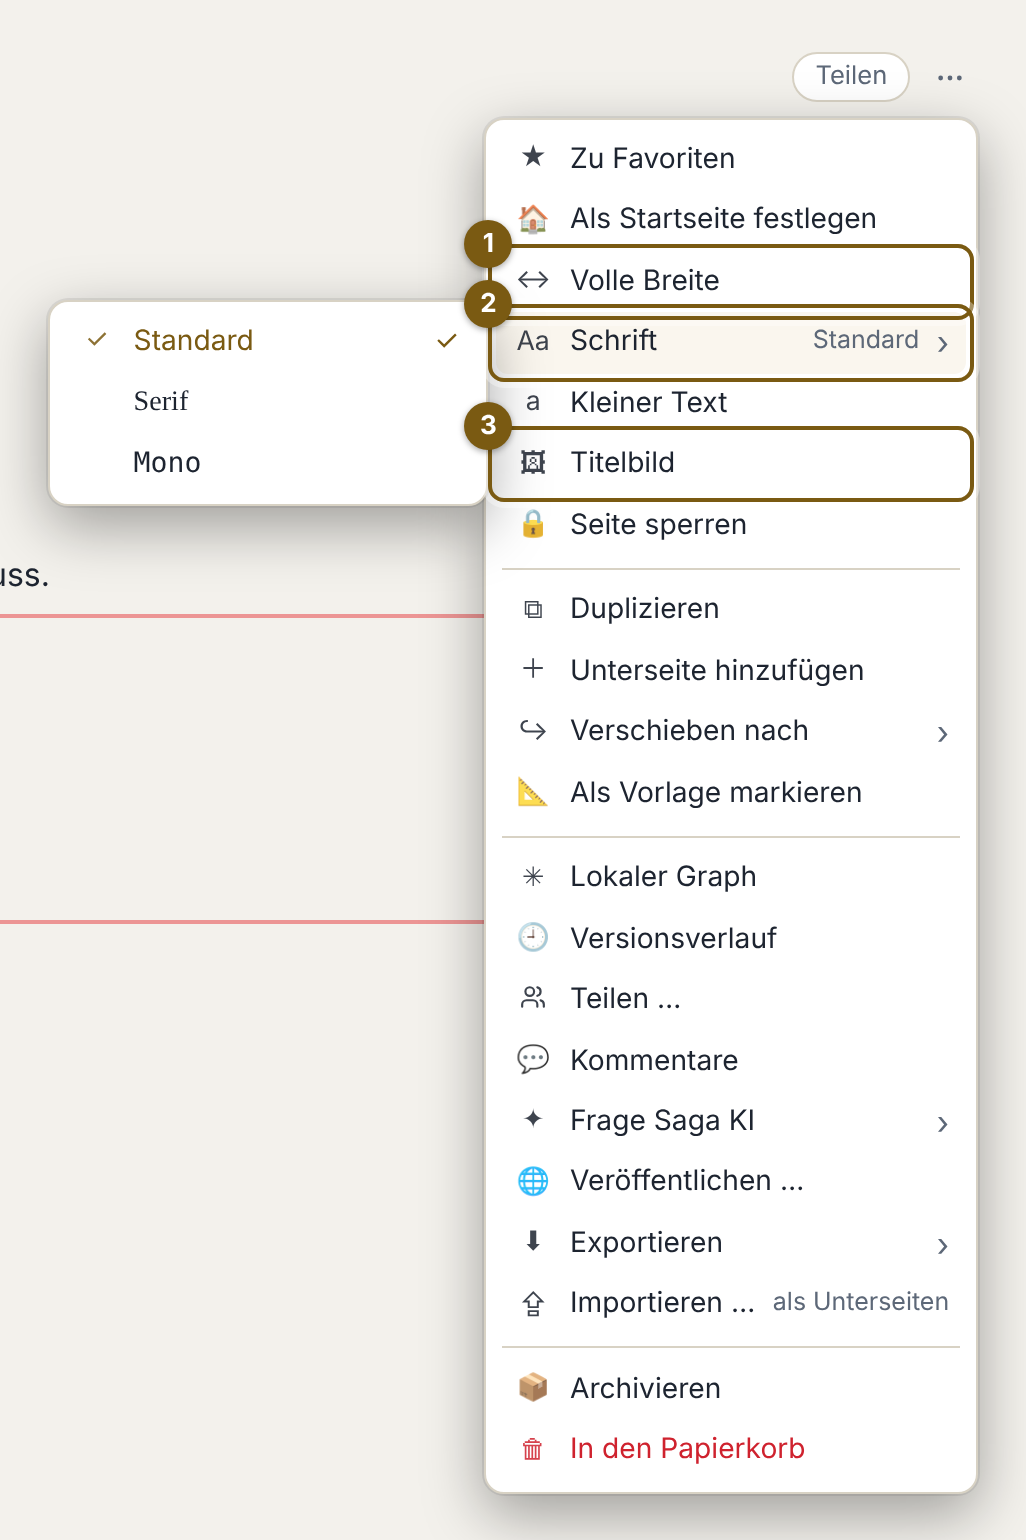 Teilen
Zu Favoriten
Als Startseite festlegen
1
Volle Breite
2
Aa Schrift Standard
a Kleiner Text
3
Titelbild
Seite sperren
Standard
Serif
Mono
uss.
Duplizieren
Unterseite hinzufügen
Verschieben nach
Als Vorlage markieren
Lokaler Graph
Versionsverlauf
Teilen ...
Kommentare
Frage Saga KI
Veröffentlichen ...
Exportieren
Importieren ... als Unterseiten
Archivieren
In den Papierkorb